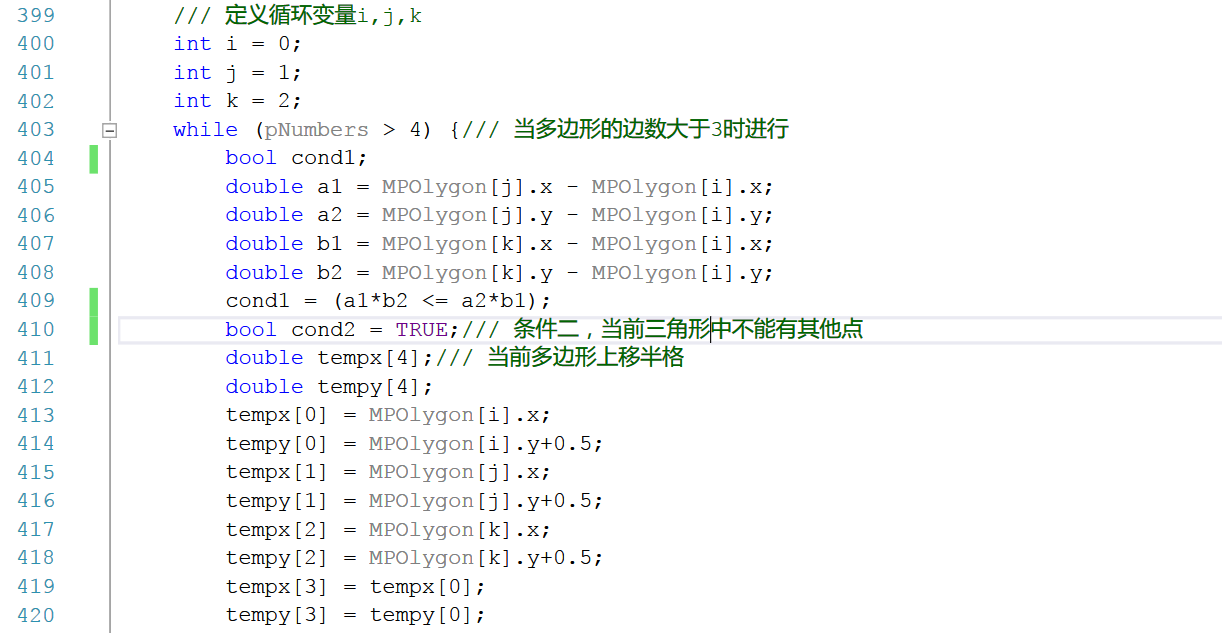 399 /// 定义循环变量i,j,k
400 int i = 0;
401 int j = 1;
402 int k = 2;
403 while (pNumbers > 4) {/// 当多边形的边数大于3时进行
404 bool cond1;
405 double a1 = MPOlygon[j].x - MPOlygon[i].x;
406 double a2 = MPOlygon[j].y - MPOlygon[i].y;
407 double b1 = MPOlygon[k].x - MPOlygon[i].x;
408 double b2 = MPOlygon[k].y - MPOlygon[i].y;
409 cond1 = (a1*b2 <= a2*b1);
410 bool cond2 = TRUE;/// 条件二，当前三角形中不能有其他点
411 double tempx[4];/// 当前多边形上移半格
412 double tempy[4];
413 tempx[0] = MPOlygon[i].x;
414 tempy[0] = MPOlygon[i].y+0.5;
415 tempx[1] = MPOlygon[j].x;
416 tempy[1] = MPOlygon[j].y+0.5;
417 tempx[2] = MPOlygon[k].x;
418 tempy[2] = MPOlygon[k].y+0.5;
419 tempx[3] = tempx[0];
420 tempy[3] = tempy[0];